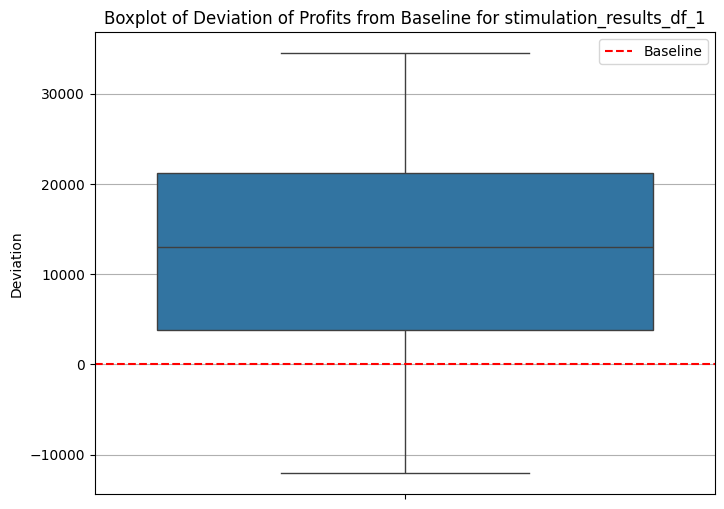 Boxplot of Deviation of Profits from Baseline for stimulation_results_df_1
Baseline
30000
20000
10000
0
−10000
Deviation